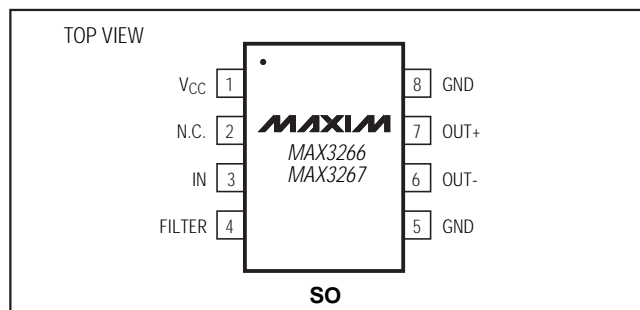 TOP VIEW
VCC 1
N.C. 2
IN 3
FILTER 4
MAXIM
MAX3266
MAX3267
8 GND
7 OUT+
6 OUT-
5 GND
SO